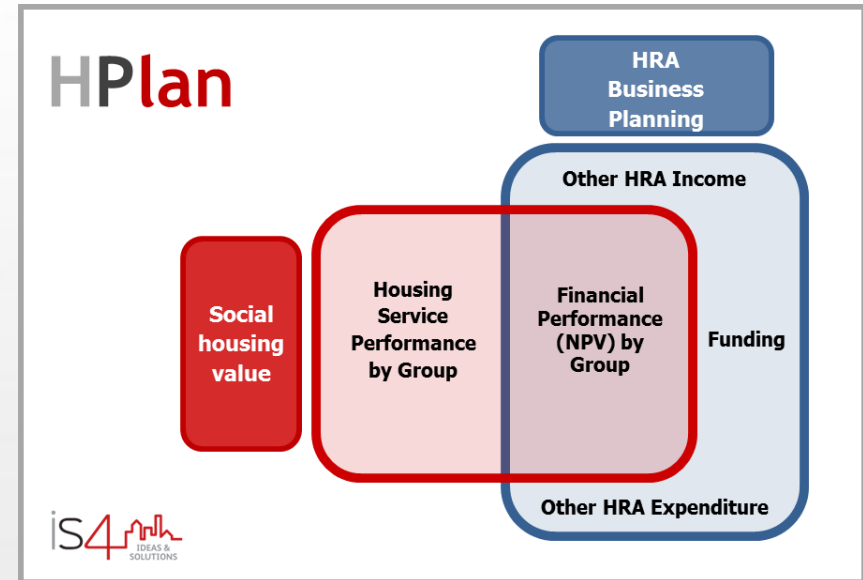 HPlan
HRA
Business
Planning
Other HRA Income
Social
housing
value
Housing
Service
Performance
by Group
Financial
Performance
(NPV) by
Group
Funding
Other HRA Expenditure
is4
IDEAS &
SOLUTIONS